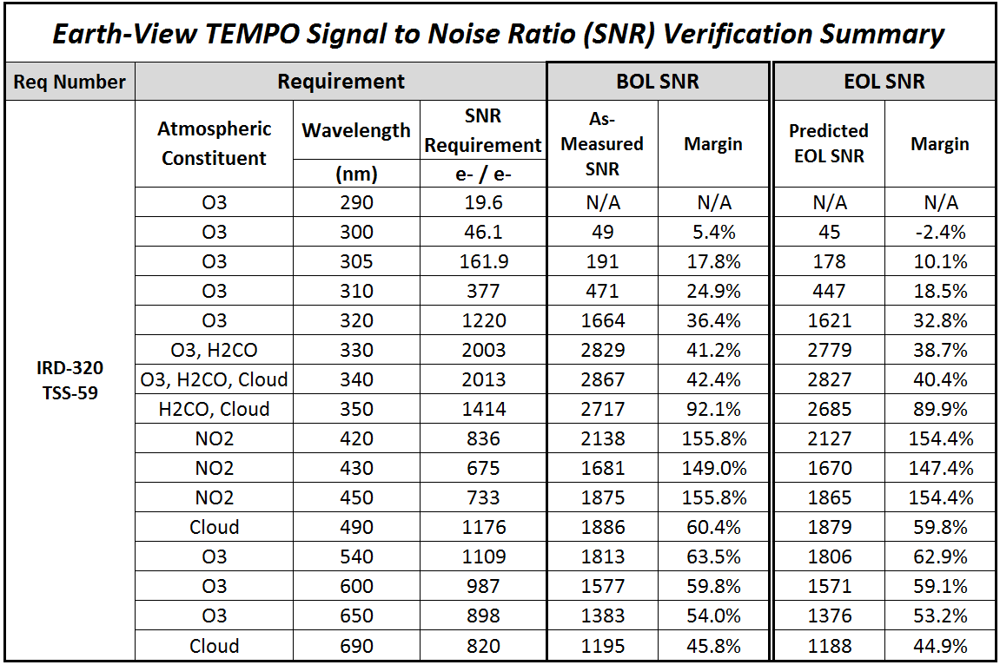 Earth-View TEMPO Signal to Noise Ratio (SNR) Verification Summary
Req Number Requirement BOL SNR EOL SNR
Atmospheric Constituent Wavelength SNR Requirement As-Measured SNR Margin Predicted EOL SNR Margin
(nm) e- / e-
O3 290 19.6 N/A N/A N/A N/A
O3 300 46.1 49 5.4% 45 -2.4%
O3 305 161.9 191 17.8% 178 10.1%
O3 310 377 471 24.9% 447 18.5%
O3 320 1220 1664 36.4% 1621 32.8%
O3, H2CO 330 2003 2829 41.2% 2779 38.7%
IRD-320
TSS-59
O3, H2CO, Cloud 340 2013 2867 42.4% 2827 40.4%
H2CO, Cloud 350 1414 2717 92.1% 2685 89.9%
NO2 420 836 2138 155.8% 2127 154.4%
NO2 430 675 1681 149.0% 1670 147.4%
NO2 450 733 1875 155.8% 1865 154.4%
Cloud 490 1176 1886 60.4% 1879 59.8%
O3 540 1109 1813 63.5% 1806 62.9%
O3 600 987 1577 59.8% 1571 59.1%
O3 650 898 1383 54.0% 1376 53.2%
Cloud 690 820 1195 45.8% 1188 44.9%